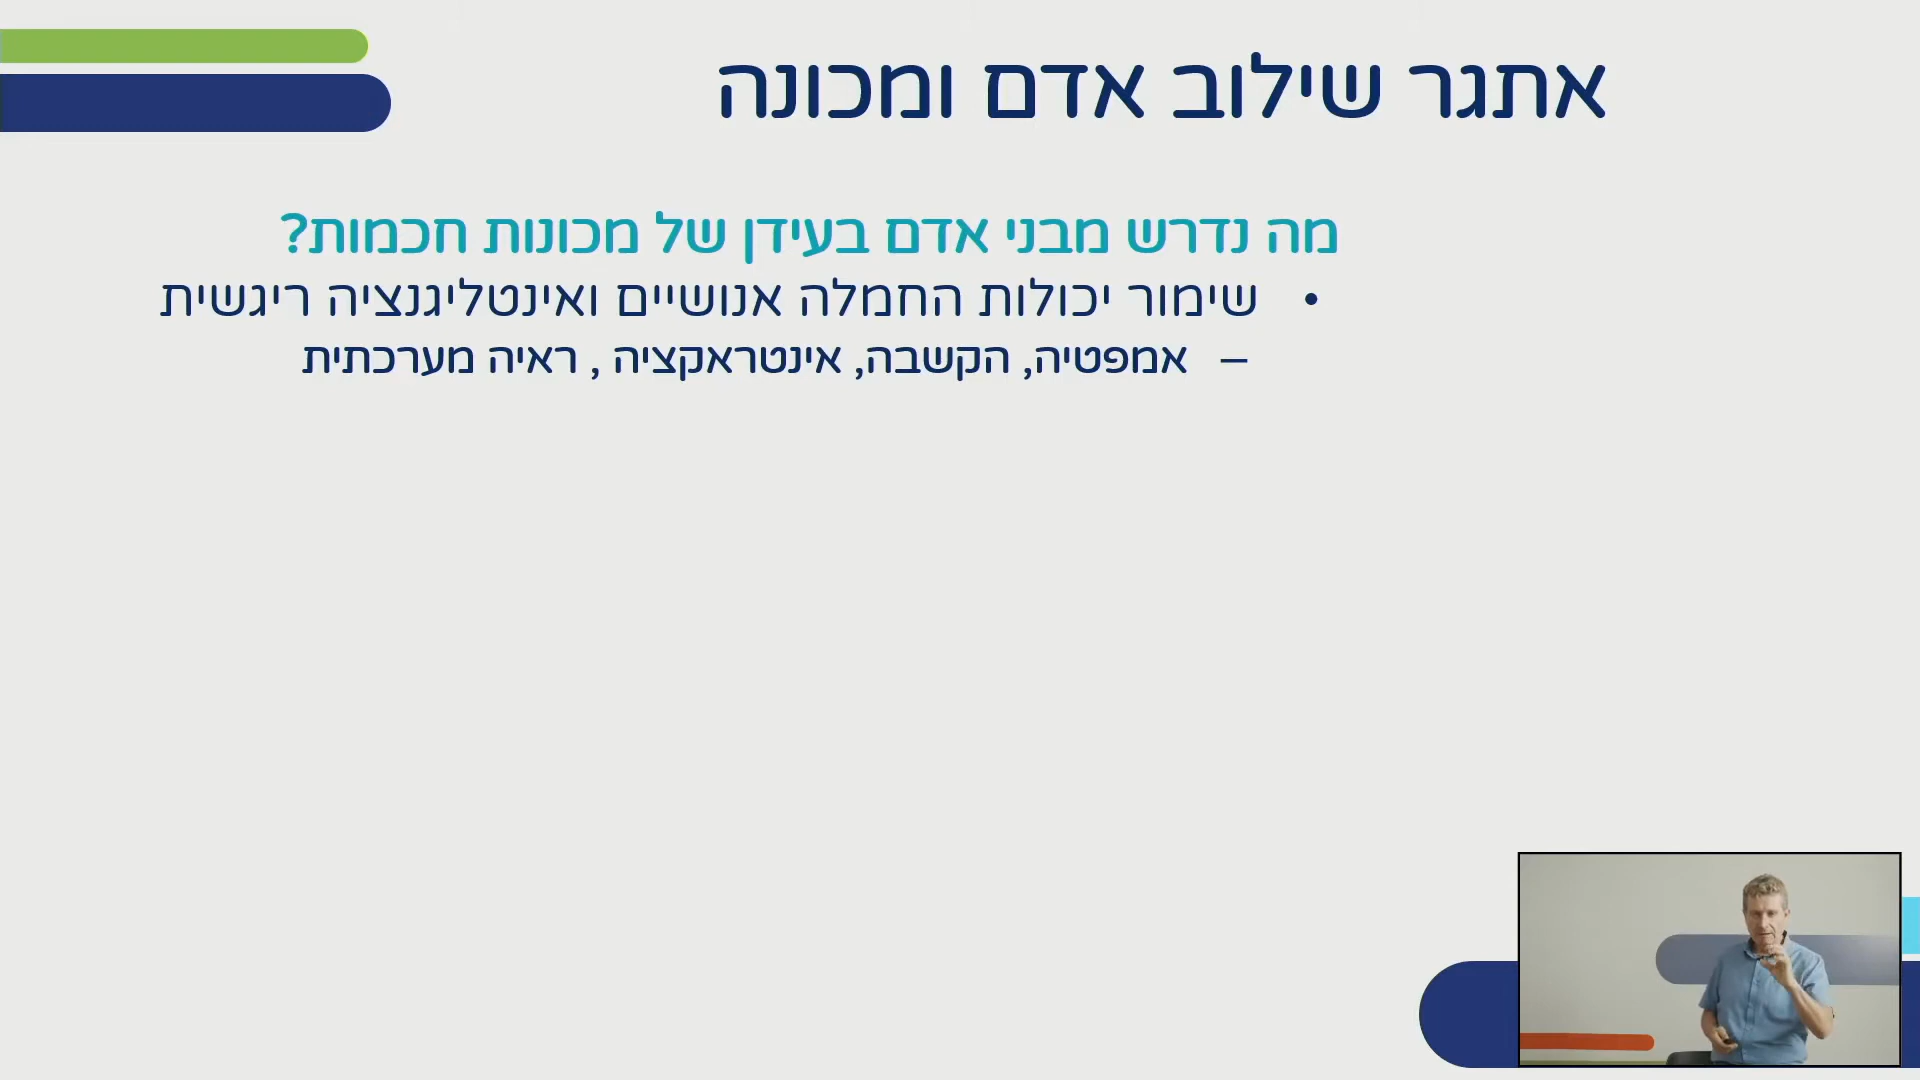 אתגר שילוב אדם ומכונה
מה נדרש מבני אדם בעידן של מכונות חכמות?
• שימור יכולות החמלה אנושיים ואינטליגנציה ריגשית
– אמפטיה, הקשבה, אינטראקציה , ראיה מערכתית